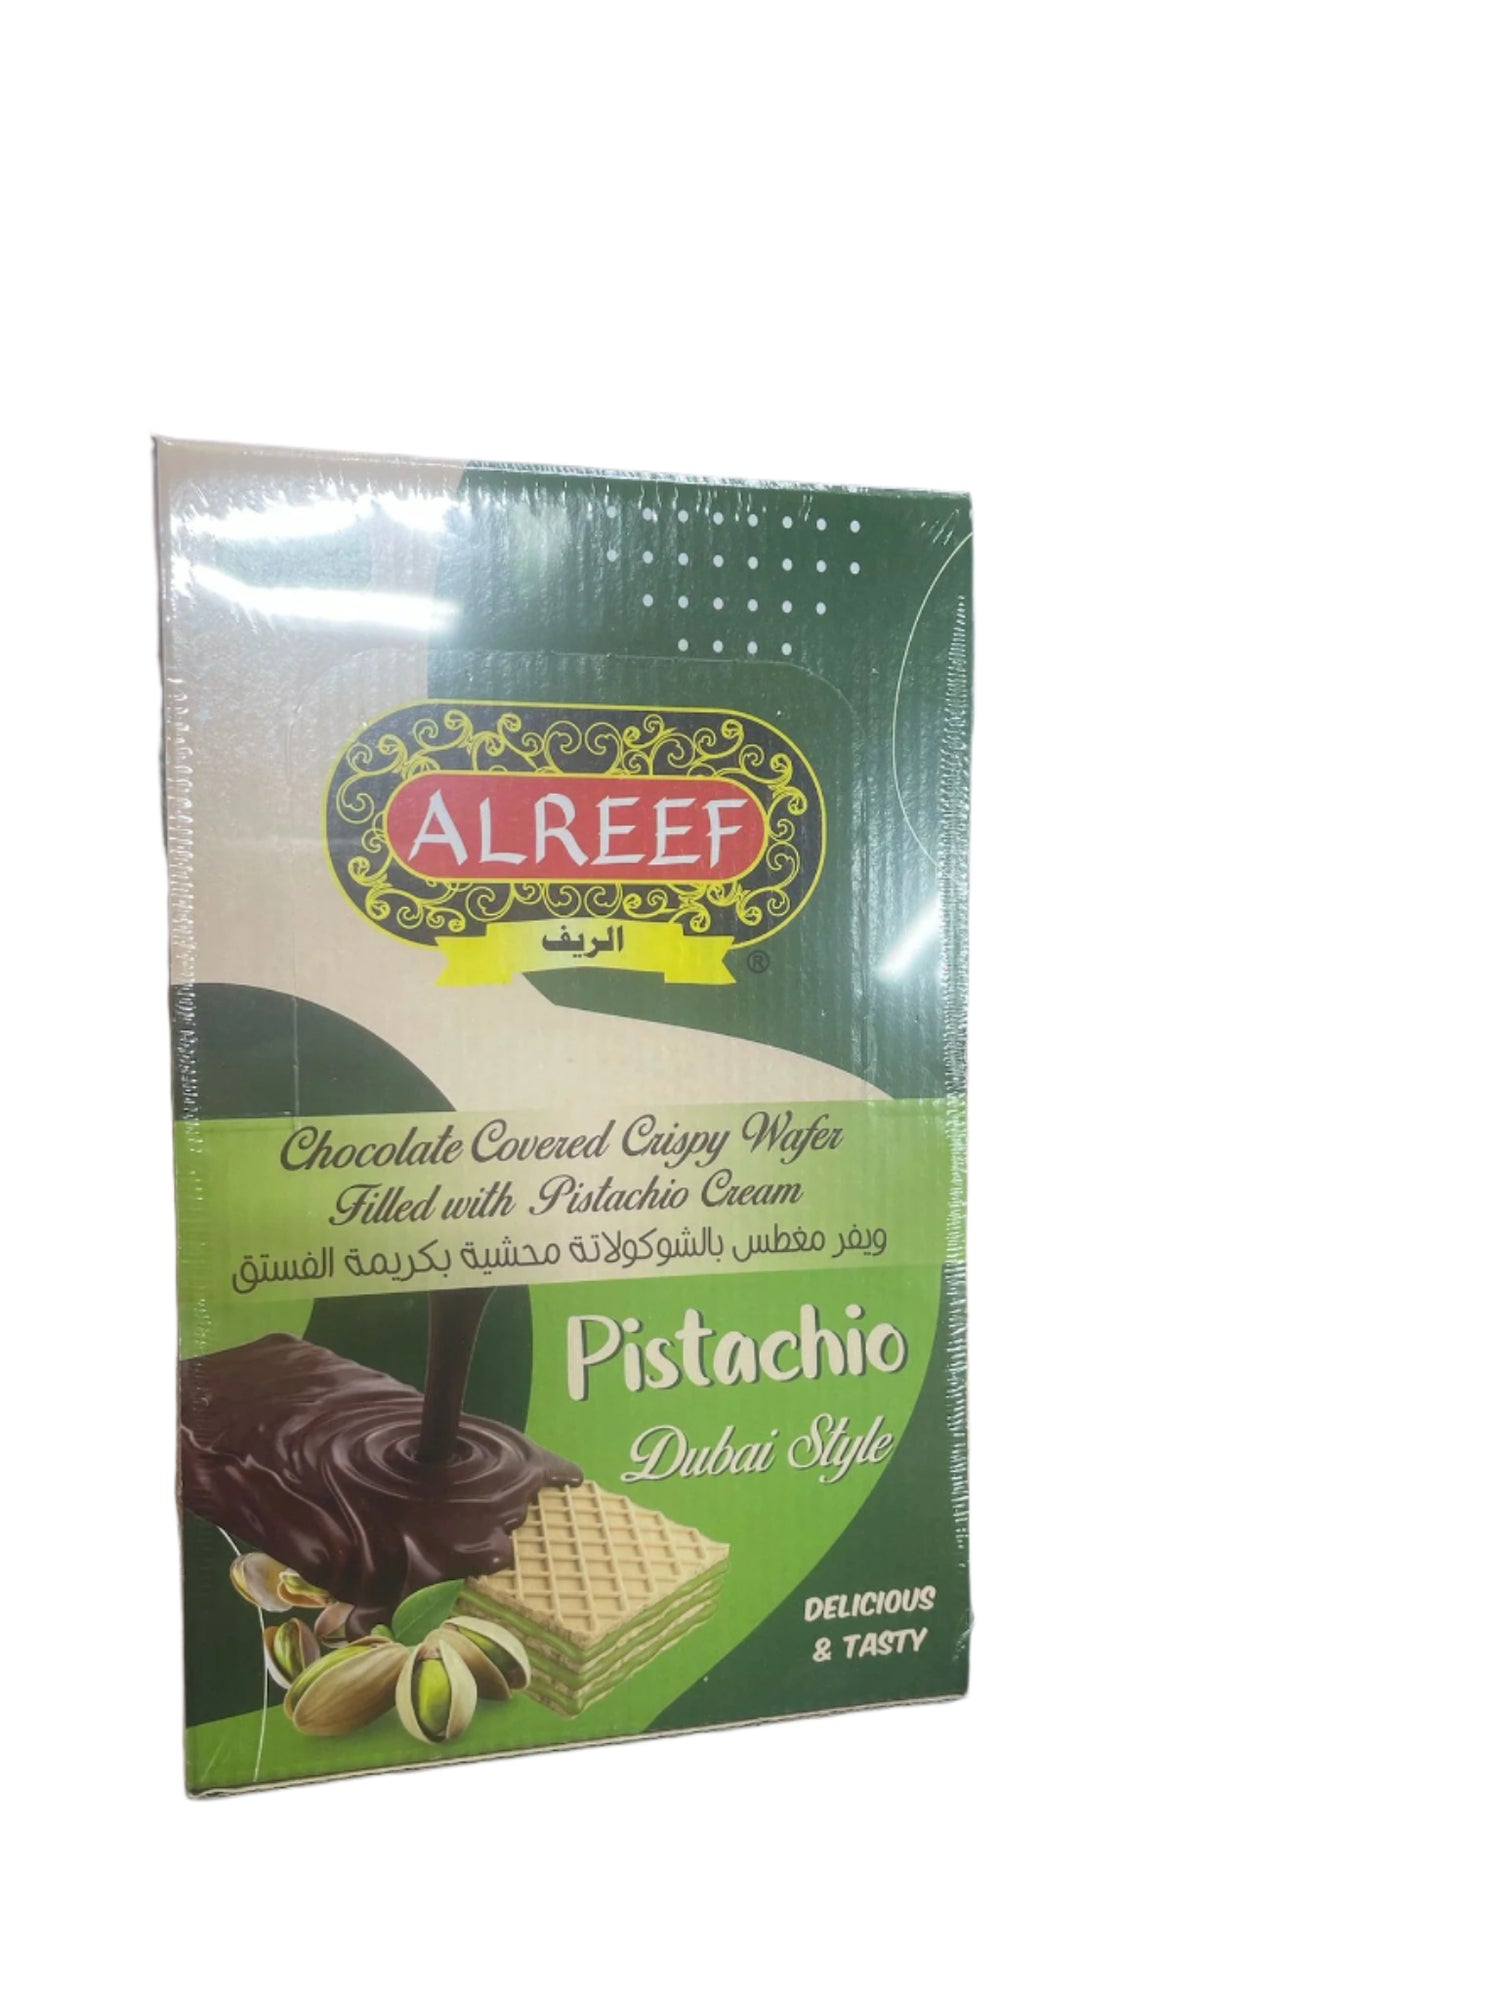 ALREEF
الريف
®
Chocolate Covered Crispy Wafer
Filled with Pistachio Cream
ويفر مغطس بالشوكولاتة محشية بكريمة الفستق
Pistachio
Dubai Style
DELICIOUS
& TASTY